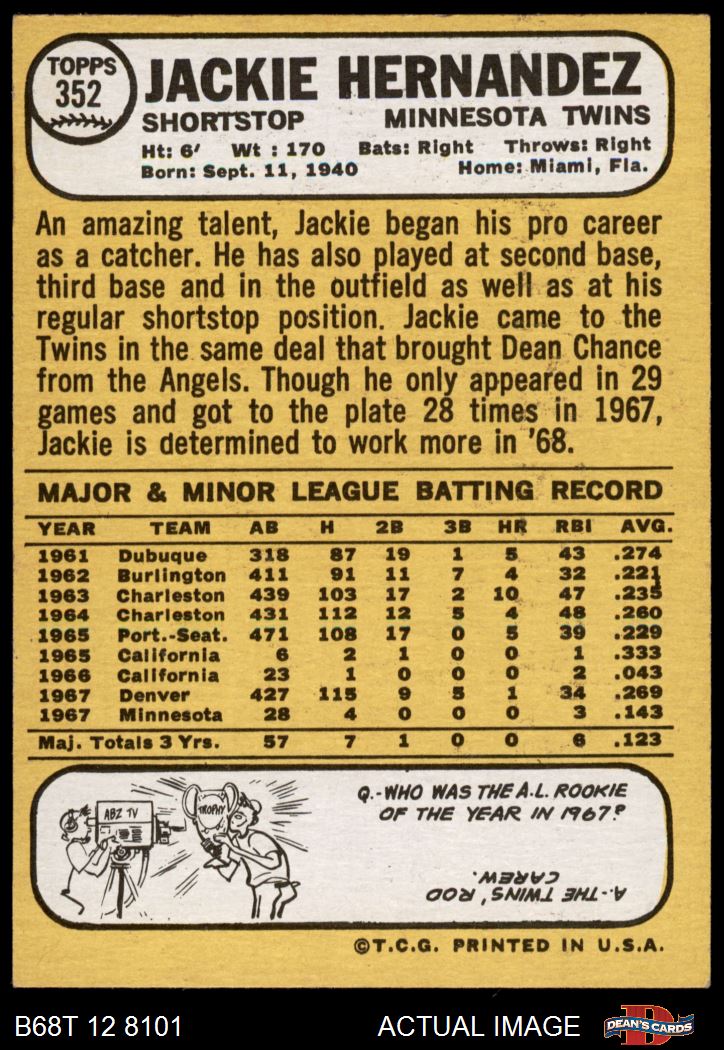 TOPPS
352
JACKIE HERNANDEZ
SHORTSTOP MINNESOTA TWINS
Ht: 6' Wt : 170 Bats: Right Throws: Right
Born: Sept. 11, 1940 Home: Miami, Fla.
An amazing talent, Jackie began his pro career
as a catcher. He has also played at second base,
third base and in the outfield as well as at his
regular shortstop position. Jackie came to the
Twins in the same deal that brought Dean Chance
from the Angels. Though he only appeared in 29
games and got to the plate 28 times in 1967,
Jackie is determined to work more in '68.
MAJOR & MINOR LEAGUE BATTING RECORD
YEAR TEAM AB H 2B 3B HR RBI AVG.
1961 Dubuque 318 87 19 1 5 43 .274
1962 Burlington 411 91 11 7 4 32 .221
1963 Charleston 439 103 17 2 10 47 .235
1964 Charleston 431 112 12 5 4 48 .260
1965 Port.-Seat. 471 108 17 0 5 39 .229
1965 California 6 2 1 0 0 1 .333
1966 California 23 1 0 0 0 2 .043
1967 Denver 427 115 9 5 1 34 .269
1967 Minnesota 28 4 0 0 0 3 .143
Maj. Totals 3 Yrs. 57 7 1 0 0 6 .123
ABZ TV
TROPHY
Q.-WHO WAS THE A.L. ROOKIE
OF THE YEAR IN 1967?
A.-THE TWINS' ROD
CAREW.
©T.C.G. PRINTED IN U.S.A.
B68T 12 8101 ACTUAL IMAGE D DEAN'S CARDS